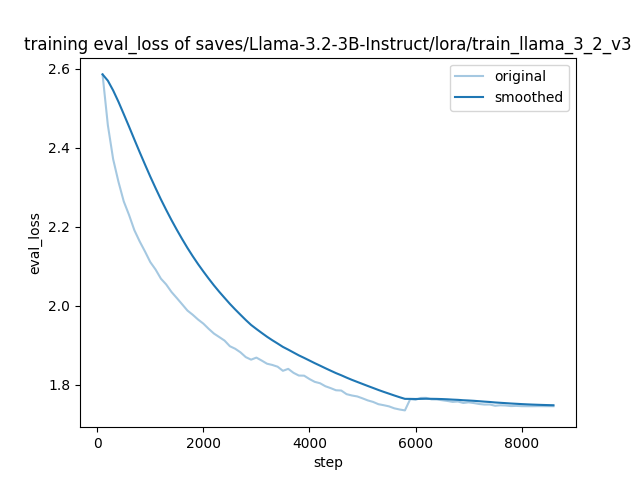 training eval_loss of saves/Llama-3.2-3B-Instruct/lora/train_llama_3_2_v3
original
smoothed
2.6
2.4
2.2
2.0
1.8
eval_loss
0
2000
4000
6000
8000
step